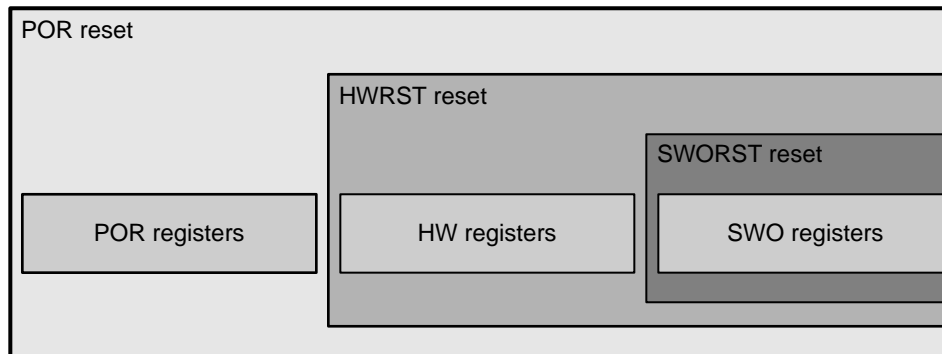 POR reset
HWRST reset
SWORST reset
POR registers
HW registers
SWO registers